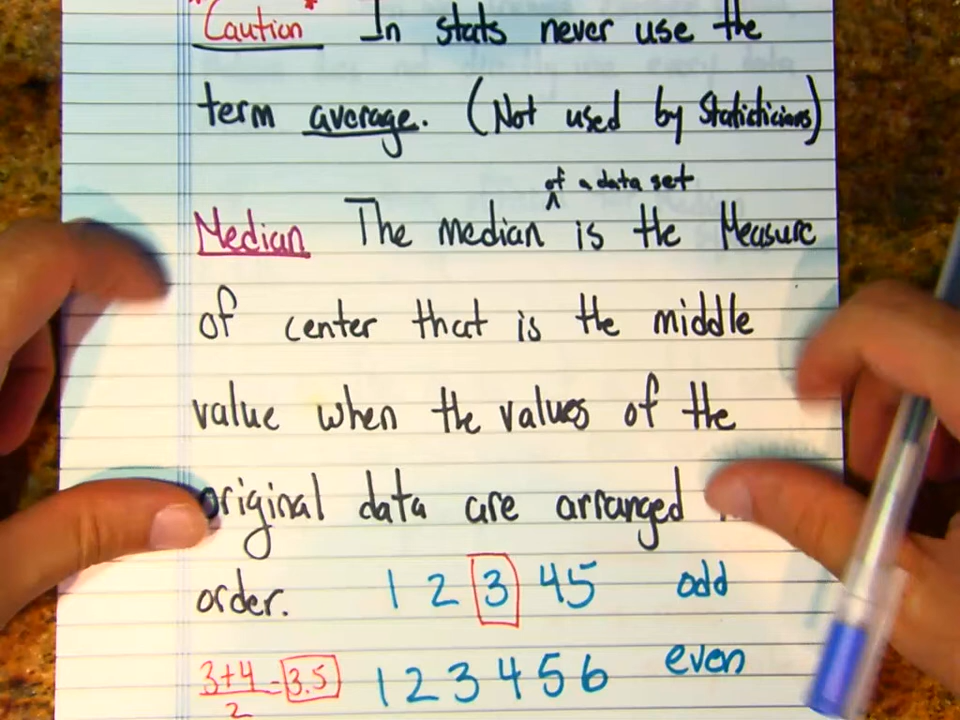 *Caution* In stats never use the
term average. (Not used by Staticticians)
of a data set
Median The median ^ is the Measure
of center that is the middle
value when the values of the
original data are arranged
order. 1 2 3 4 5 odd
3+4/2 = 3.5 1 2 3 4 5 6 even